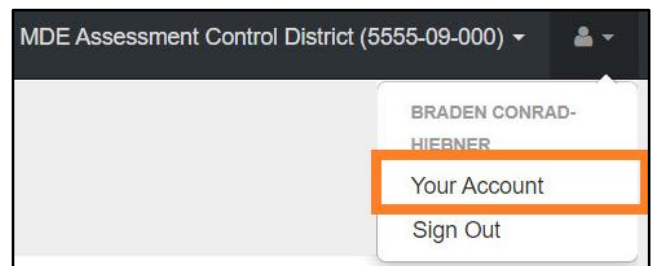 MDE Assessment Control District (5555-09-000)
BRADEN CONRAD-
HIEBNER
Your Account
Sign Out